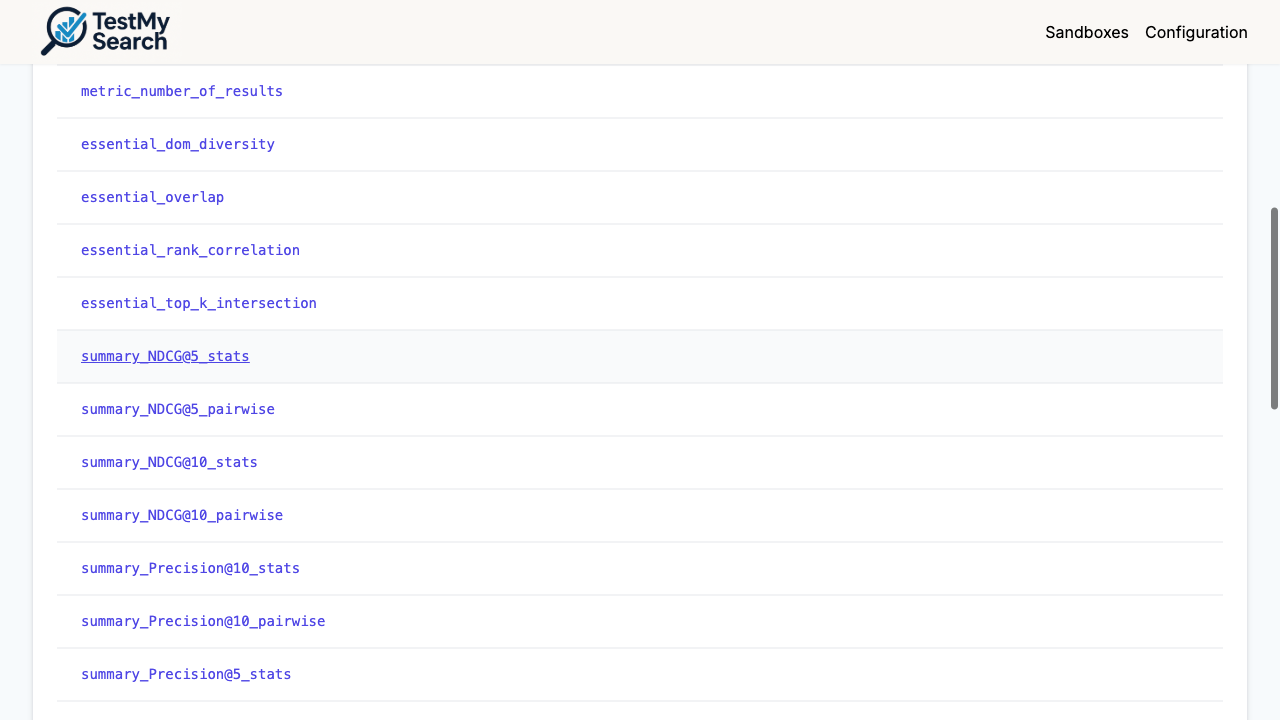 TestMy
Search
Sandboxes Configuration
metric_number_of_results
essential_dom_diversity
essential_overlap
essential_rank_correlation
essential_top_k_intersection
summary_NDCG@5_stats
summary_NDCG@5_pairwise
summary_NDCG@10_stats
summary_NDCG@10_pairwise
summary_Precision@10_stats
summary_Precision@10_pairwise
summary_Precision@5_stats